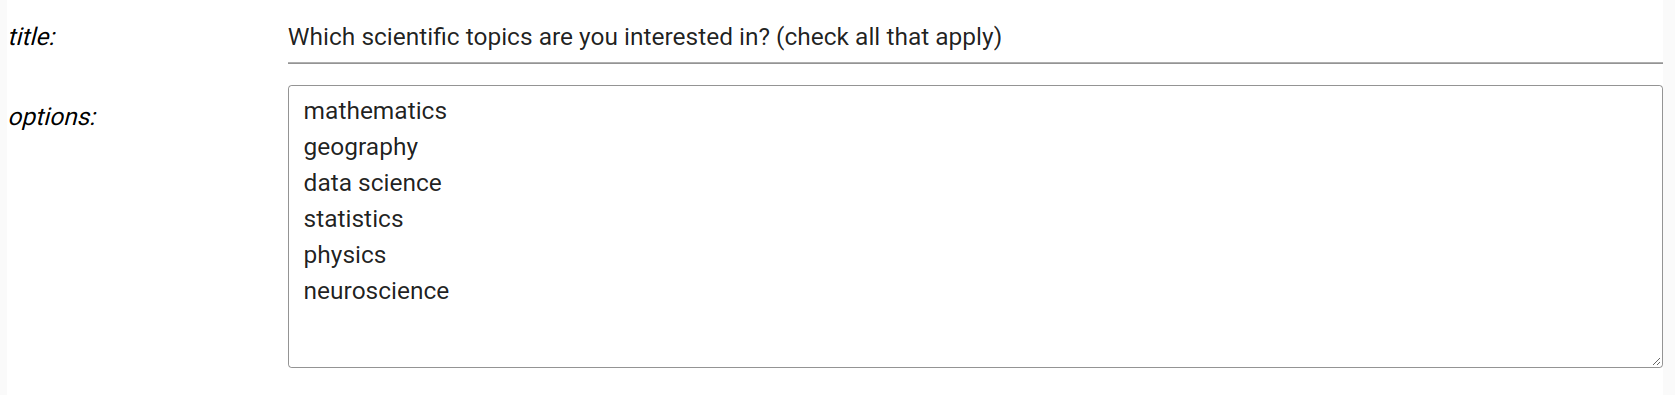 title: Which scientific topics are you interested in? (check all that apply)
options:
mathematics
geography
data science
statistics
physics
neuroscience